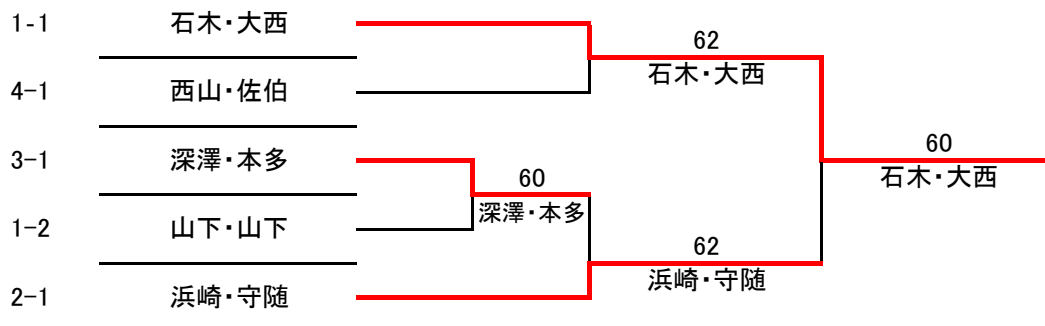 1-1 石木・大西
62
石木・大西
4-1 西山・佐伯
60
石木・大西
3-1 深澤・本多
60
深澤・本多
1-2 山下・山下
62
浜崎・守随
2-1 浜崎・守随